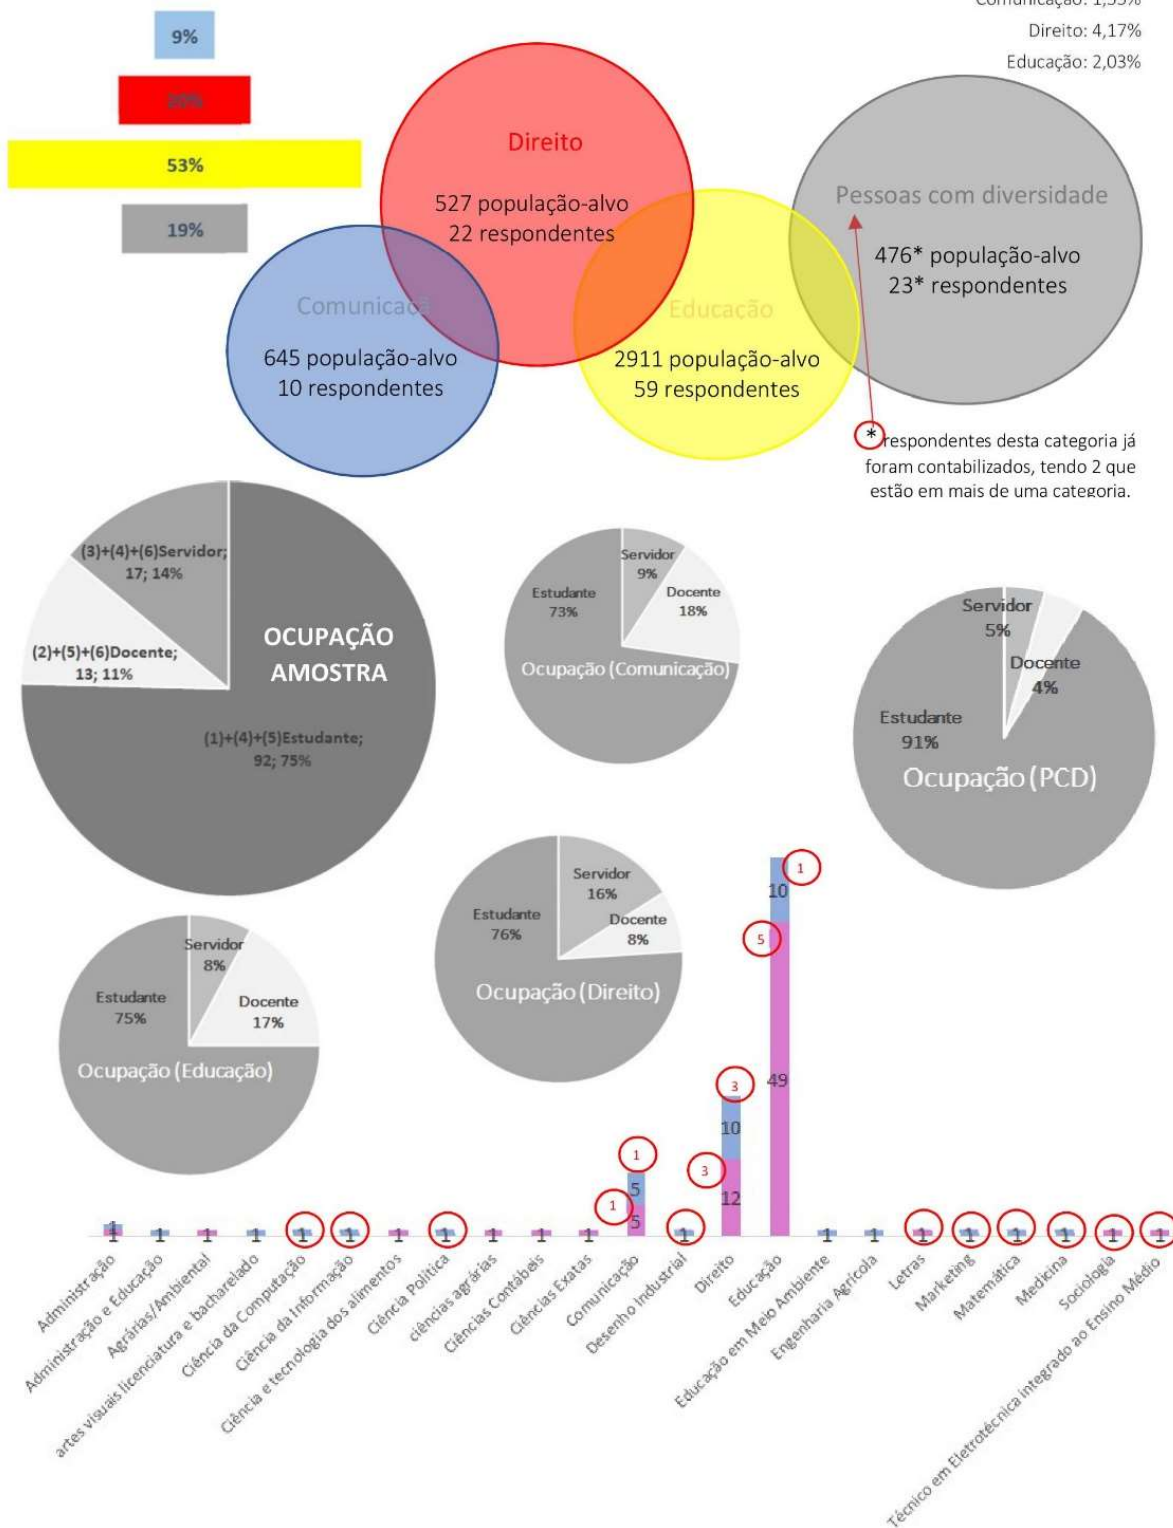 Comunicação: 1,55%
Direito: 4,17%
Educação: 2,03%
9%
20%
53%
19%
Direito
527 população-alvo
22 respondentes
Comunicaçã
645 população-alvo
10 respondentes
Educação
2911 população-alvo
59 respondentes
Pessoas com diversidade
476* população-alvo
23* respondentes
* respondentes desta categoria já
foram contabilizados, tendo 2 que
estão em mais de uma categoria.
(3)+(4)+(6)Servidor;
17; 14%
(2)+(5)+(6)Docente;
13; 11%
OCUPAÇÃO
AMOSTRA
(1)+(4)+(5)Estudante;
92; 75%
Servidor
9%
Estudante
73%
Docente
18%
Ocupação (Comunicação)
Servidor
5%
Docente
4%
Estudante
91%
Ocupação (PCD)
Servidor
16%
Estudante
76%
Docente
8%
Ocupação (Direito)
Servidor
8%
Estudante
75%
Docente
17%
Ocupação (Educação)
10
1
5
49
3
10
3
12
1
5
1
5
1
1 1 1 1 1 1 1 1 1 1 1 1 1 1 1 1 1 1 1 1
Administração
Administração e Educação
Agrárias/Ambiental
artes visuais licenciatura e bacharelado
Ciência da Computação
Ciência da Informação
Ciência e tecnologia dos alimentos
Ciência Política
ciências agrárias
Ciências Contábeis
Ciências Exatas
Comunicação
Desenho Industrial
Direito
Educação
Educação em Meio Ambiente
Engenharia Agrícola
Letras
Marketing
Matemática
Medicina
Sociologia
Técnico em Eletrotécnica integrado ao Ensino Médio